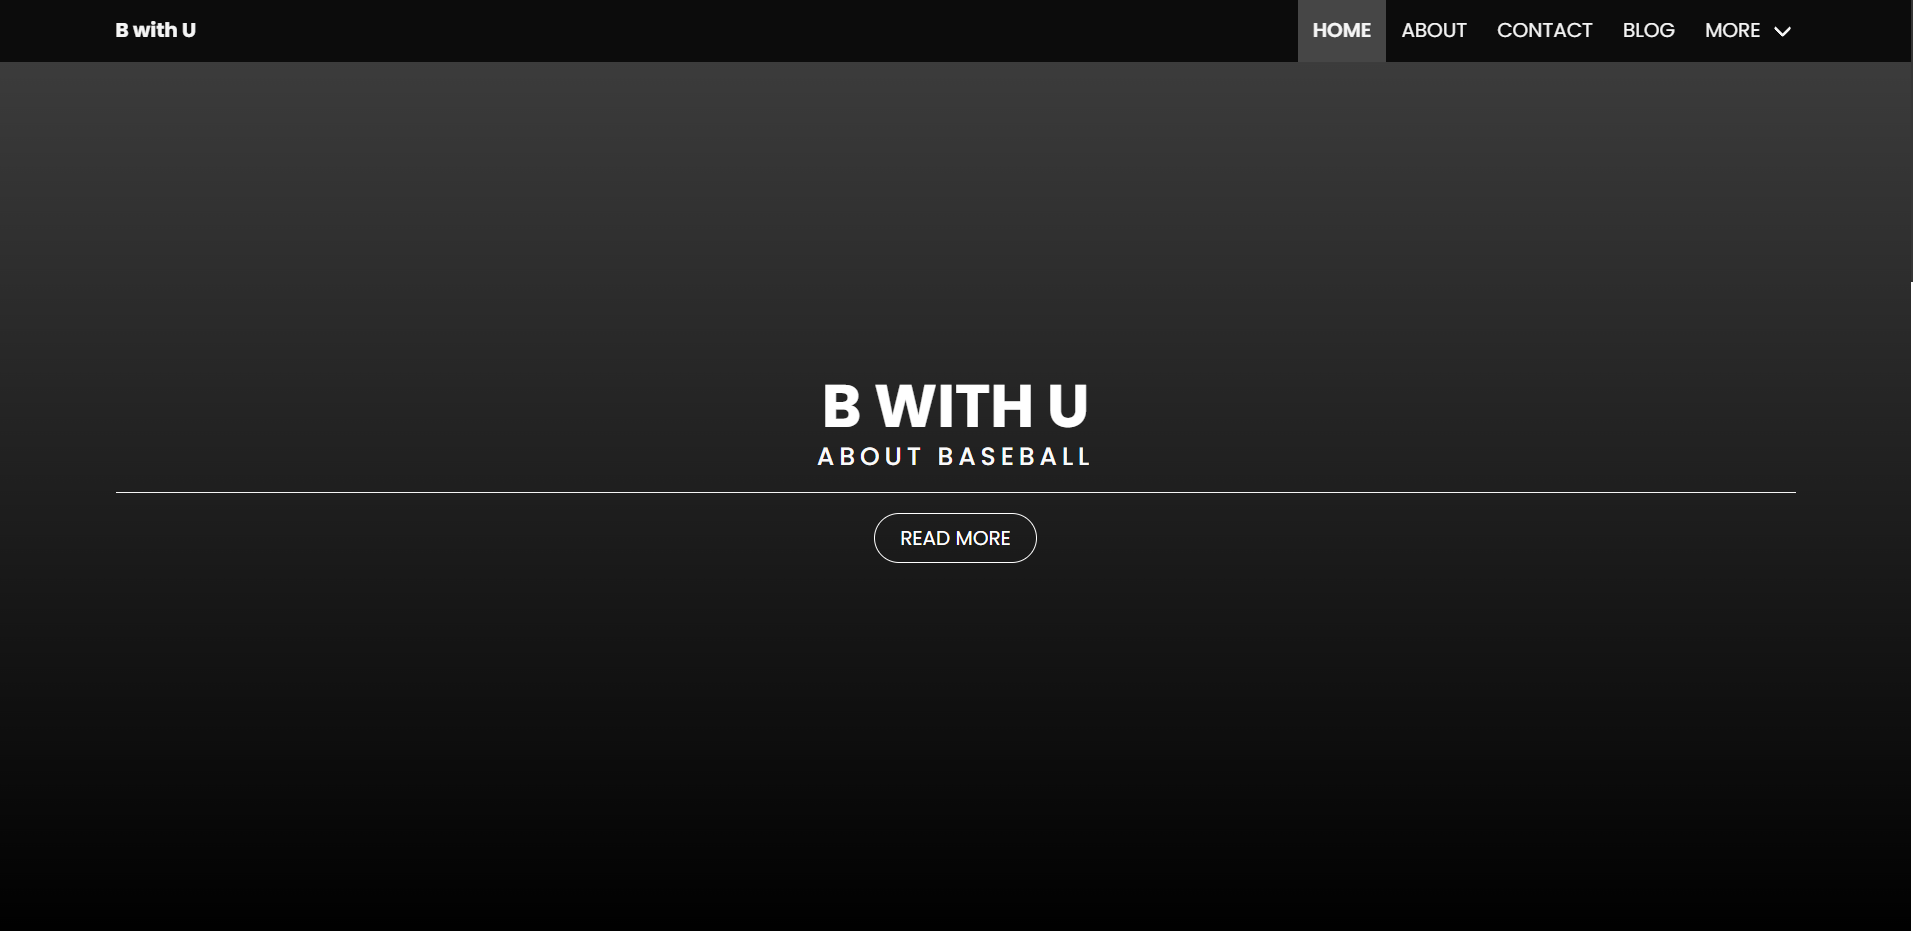 B with U
HOME ABOUT CONTACT BLOG MORE
B WITH U
ABOUT BASEBALL
READ MORE